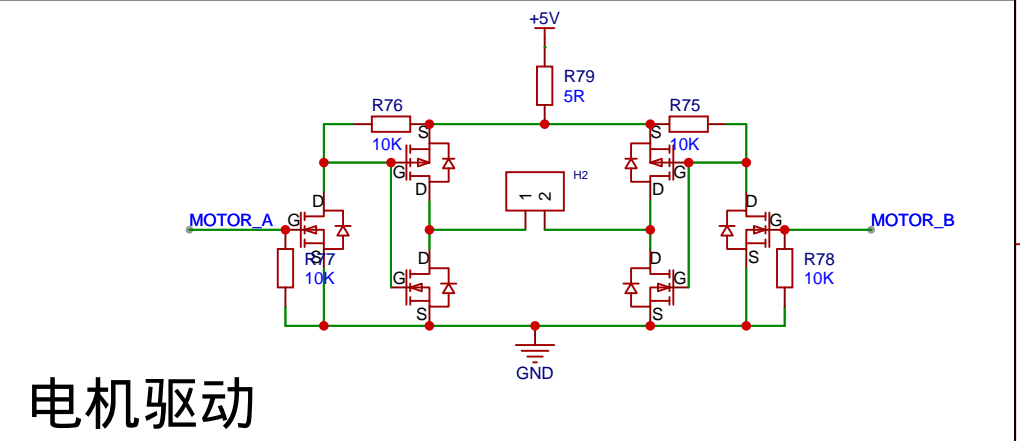 +5V
R79
5R
R76
10K
R75
10K
S
S
G
G
D
D
H2
1
2
MOTOR_A
G
D
S
R77
10K
D
G
S
MOTOR_B
R78
10K
D
G
S
D
G
S
GND
电机驱动